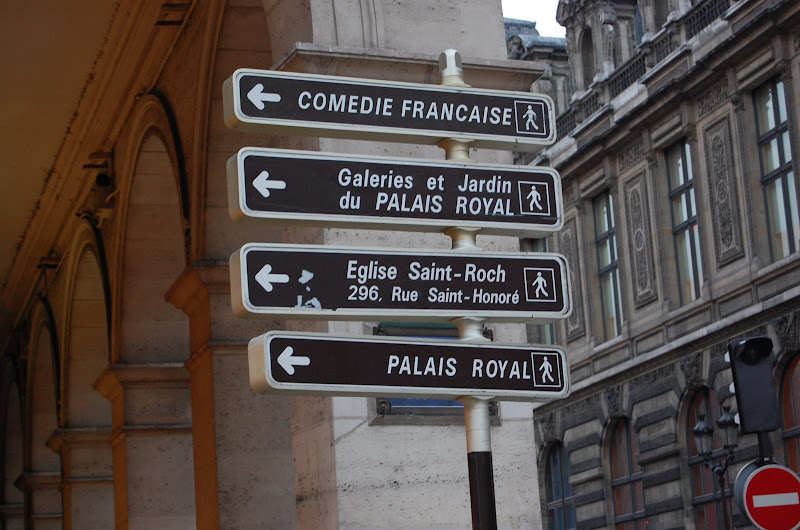 COMEDIE FRANCAISE
Galeries et Jardin
du PALAIS ROYAL
Eglise Saint-Roch
296, Rue Saint-Honoré
PALAIS ROYAL